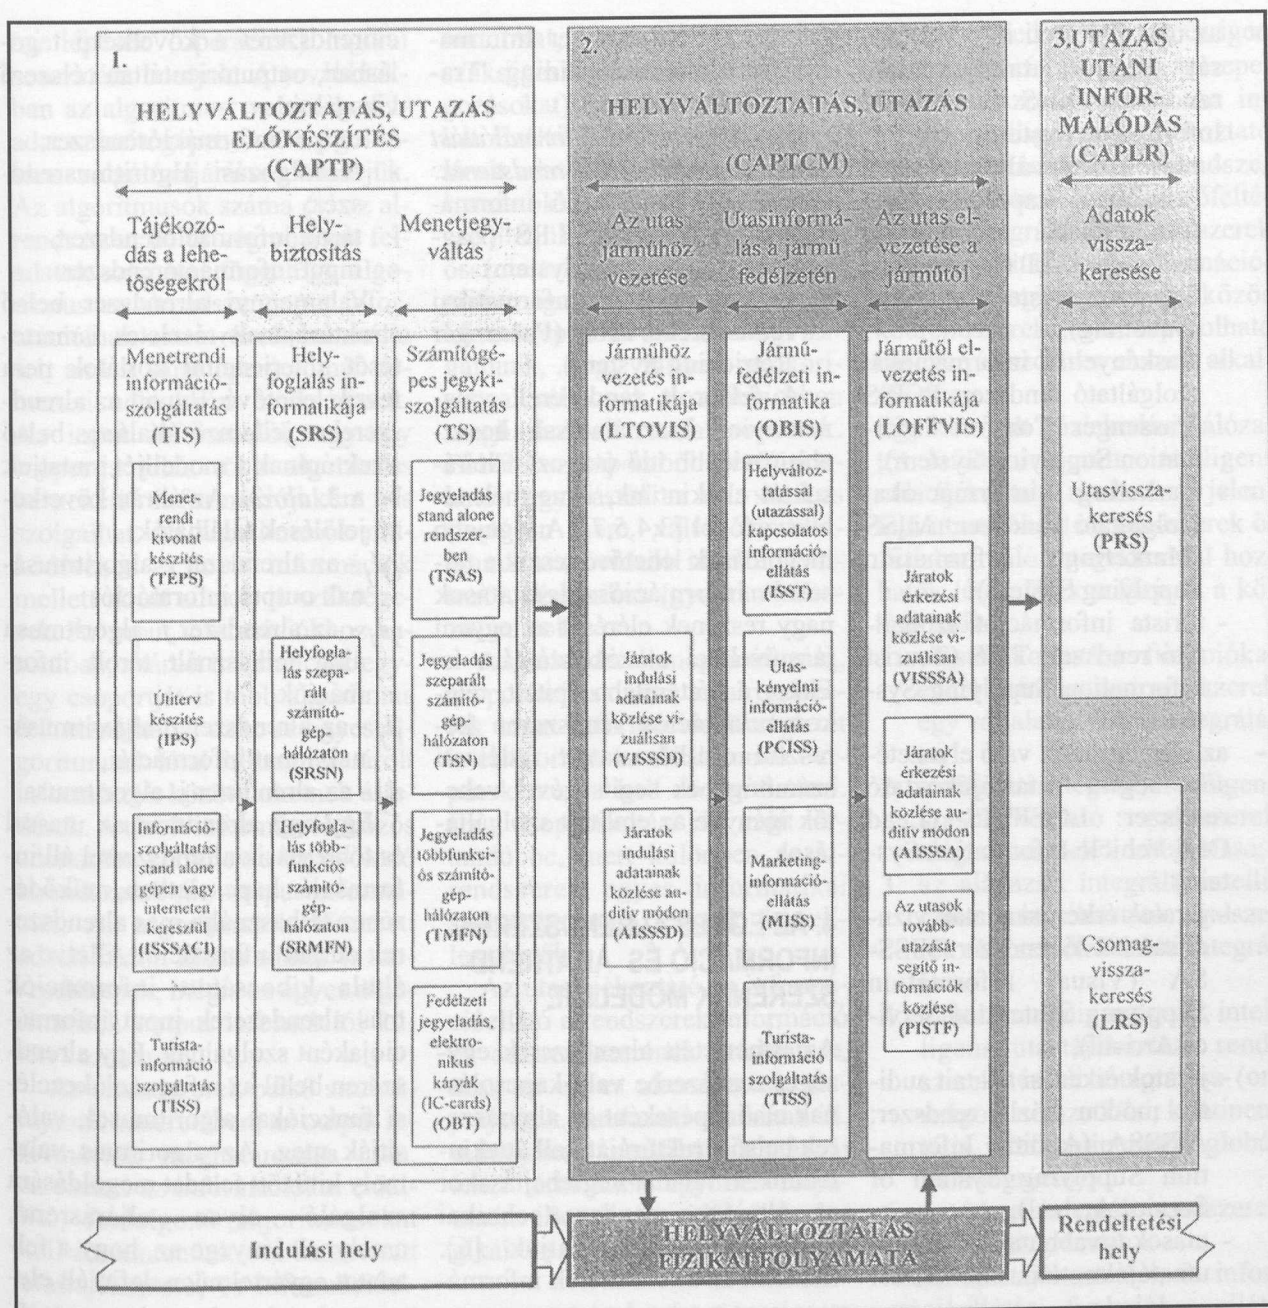 1.
HELYVÁLTOZTATÁS, UTAZÁS
ELŐKÉSZÍTÉS
(CAPTP)
Tájékozó-
dás a lehe-
tőségekről
Hely-
biztosítás
Menetjegy-
váltás
Menetrendi
információ-
szolgáltatás
(TIS)
Menet-
rend
kivonat
készítés
(TEPS)
Útiterv
készítés
(IPS)
Információ-
szolgáltatás
stand alone
gépen vagy
interneten
keresztül
(ISSSACI)
Turista-
információ
szolgáltatás
(TISS)
Hely-
foglalás in-
formatikája
(SRS)
Helyfogla-
lás szepa-
rált
számító-
gép-
hálózaton
(SRSN)
Helyfogla-
lás több-
funkciós
számító-
gép-
hálózaton
(SRMFN)
Számítógé-
pes jegyki-
szolgáltatás
(TS)
Jegyeladás
stand alone
rendszer-
ben
(TSAS)
Jegyeladás
szeparált
számító-
gép-
hálózaton
(TSN)
Jegyeladás
többfunkci-
ós számító-
gép-
hálózaton
(TMFN)
Fedélzeti
jegyeladás,
elektro-
nikus
káryák
(IC-cards)
(OBT)
2.
HELYVÁLTOZTATÁS, UTAZÁS
(CAPTCM)
Az utas
járműhöz
vezetése
Utasinformá-
lás a jármű
fedélzetén
Az utas el-
vezetése a
járműtől
Járműhöz
vezetés in-
formatikája
(LTOVIS)
Járatok
indulási
adatainak
közlése vi-
zuálisan
(VISSSD)
Járatok
indulási
adatainak
közlése au-
ditív módon
(AISSSD)
Jármű-
fedélzeti in-
formatika
(OBIS)
Helyváltoz-
tatással
(utazással)
kapcsolatos
információ-
ellátás
(ISST)
Utas-
kényelmi
információ-
ellátás
(PCISS)
Marketing-
információ-
ellátás
(MISS)
Turista-
információ
szolgáltatás
(TISS)
Járműtől el-
vezetés in-
formatikája
(LOFFVIS)
Járatok
érkezési
adatainak
közlése vi-
zuálisan
(VISSSA)
Járatok
érkezési
adatainak
közlése au-
ditív módon
(AISSSA)
Az utasok
tovább-
utazását
segítő in-
formációk
közlése
(PISTF)
3.UTAZÁS
UTÁNI
INFOR-
MÁLÓDÁS
(CAPIR)
Adatok
vissza-
keresése
Utasvissza-
keresés
(PRS)
Csomag-
vissza-
keresés
(LRS)
Indulási hely
HELYVÁLTOZTATÁS
FIZIKAI FOLYAMATA
Rendeltetési
hely